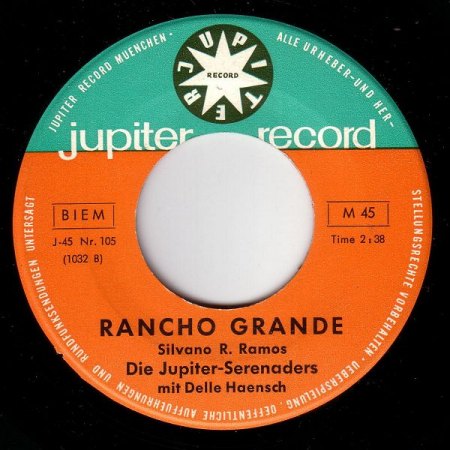 JUPITER
RECORD
jupiter record
BIEM
M 45
J-45 Nr. 105
Time 2:38
(1032 B)
RANCHO GRANDE
Silvano R. Ramos
Die Jupiter-Serenaders
mit Delle Haensch
JUPITER RECORD MUENCHEN · ALLE URHEBER-UND HER-
STELLUNGSRECHTE VORBEHALTEN · UEBERSPIELUNG · OEFFENTLICHE AUFFUEHRUNGEN UND RUNDFUNKSENDUNGEN UNTERSAGT